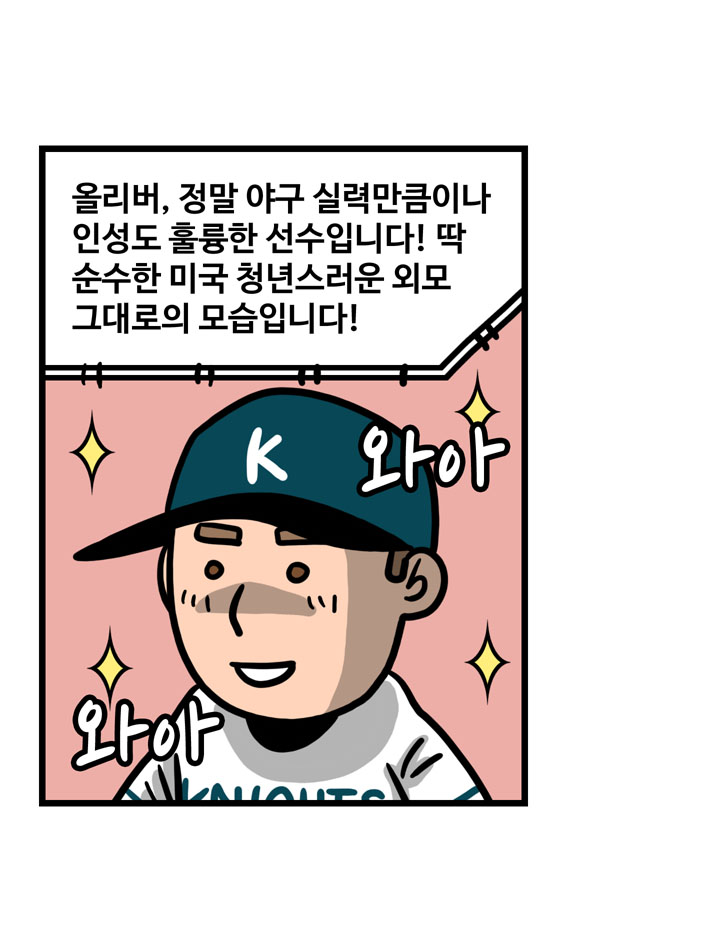 올리버, 정말 야구 실력만큼이나
인성도 훌륭한 선수입니다! 딱
순수한 미국 청년스러운 외모
그대로의 모습입니다!
K
와아
와아
KNIGHTS